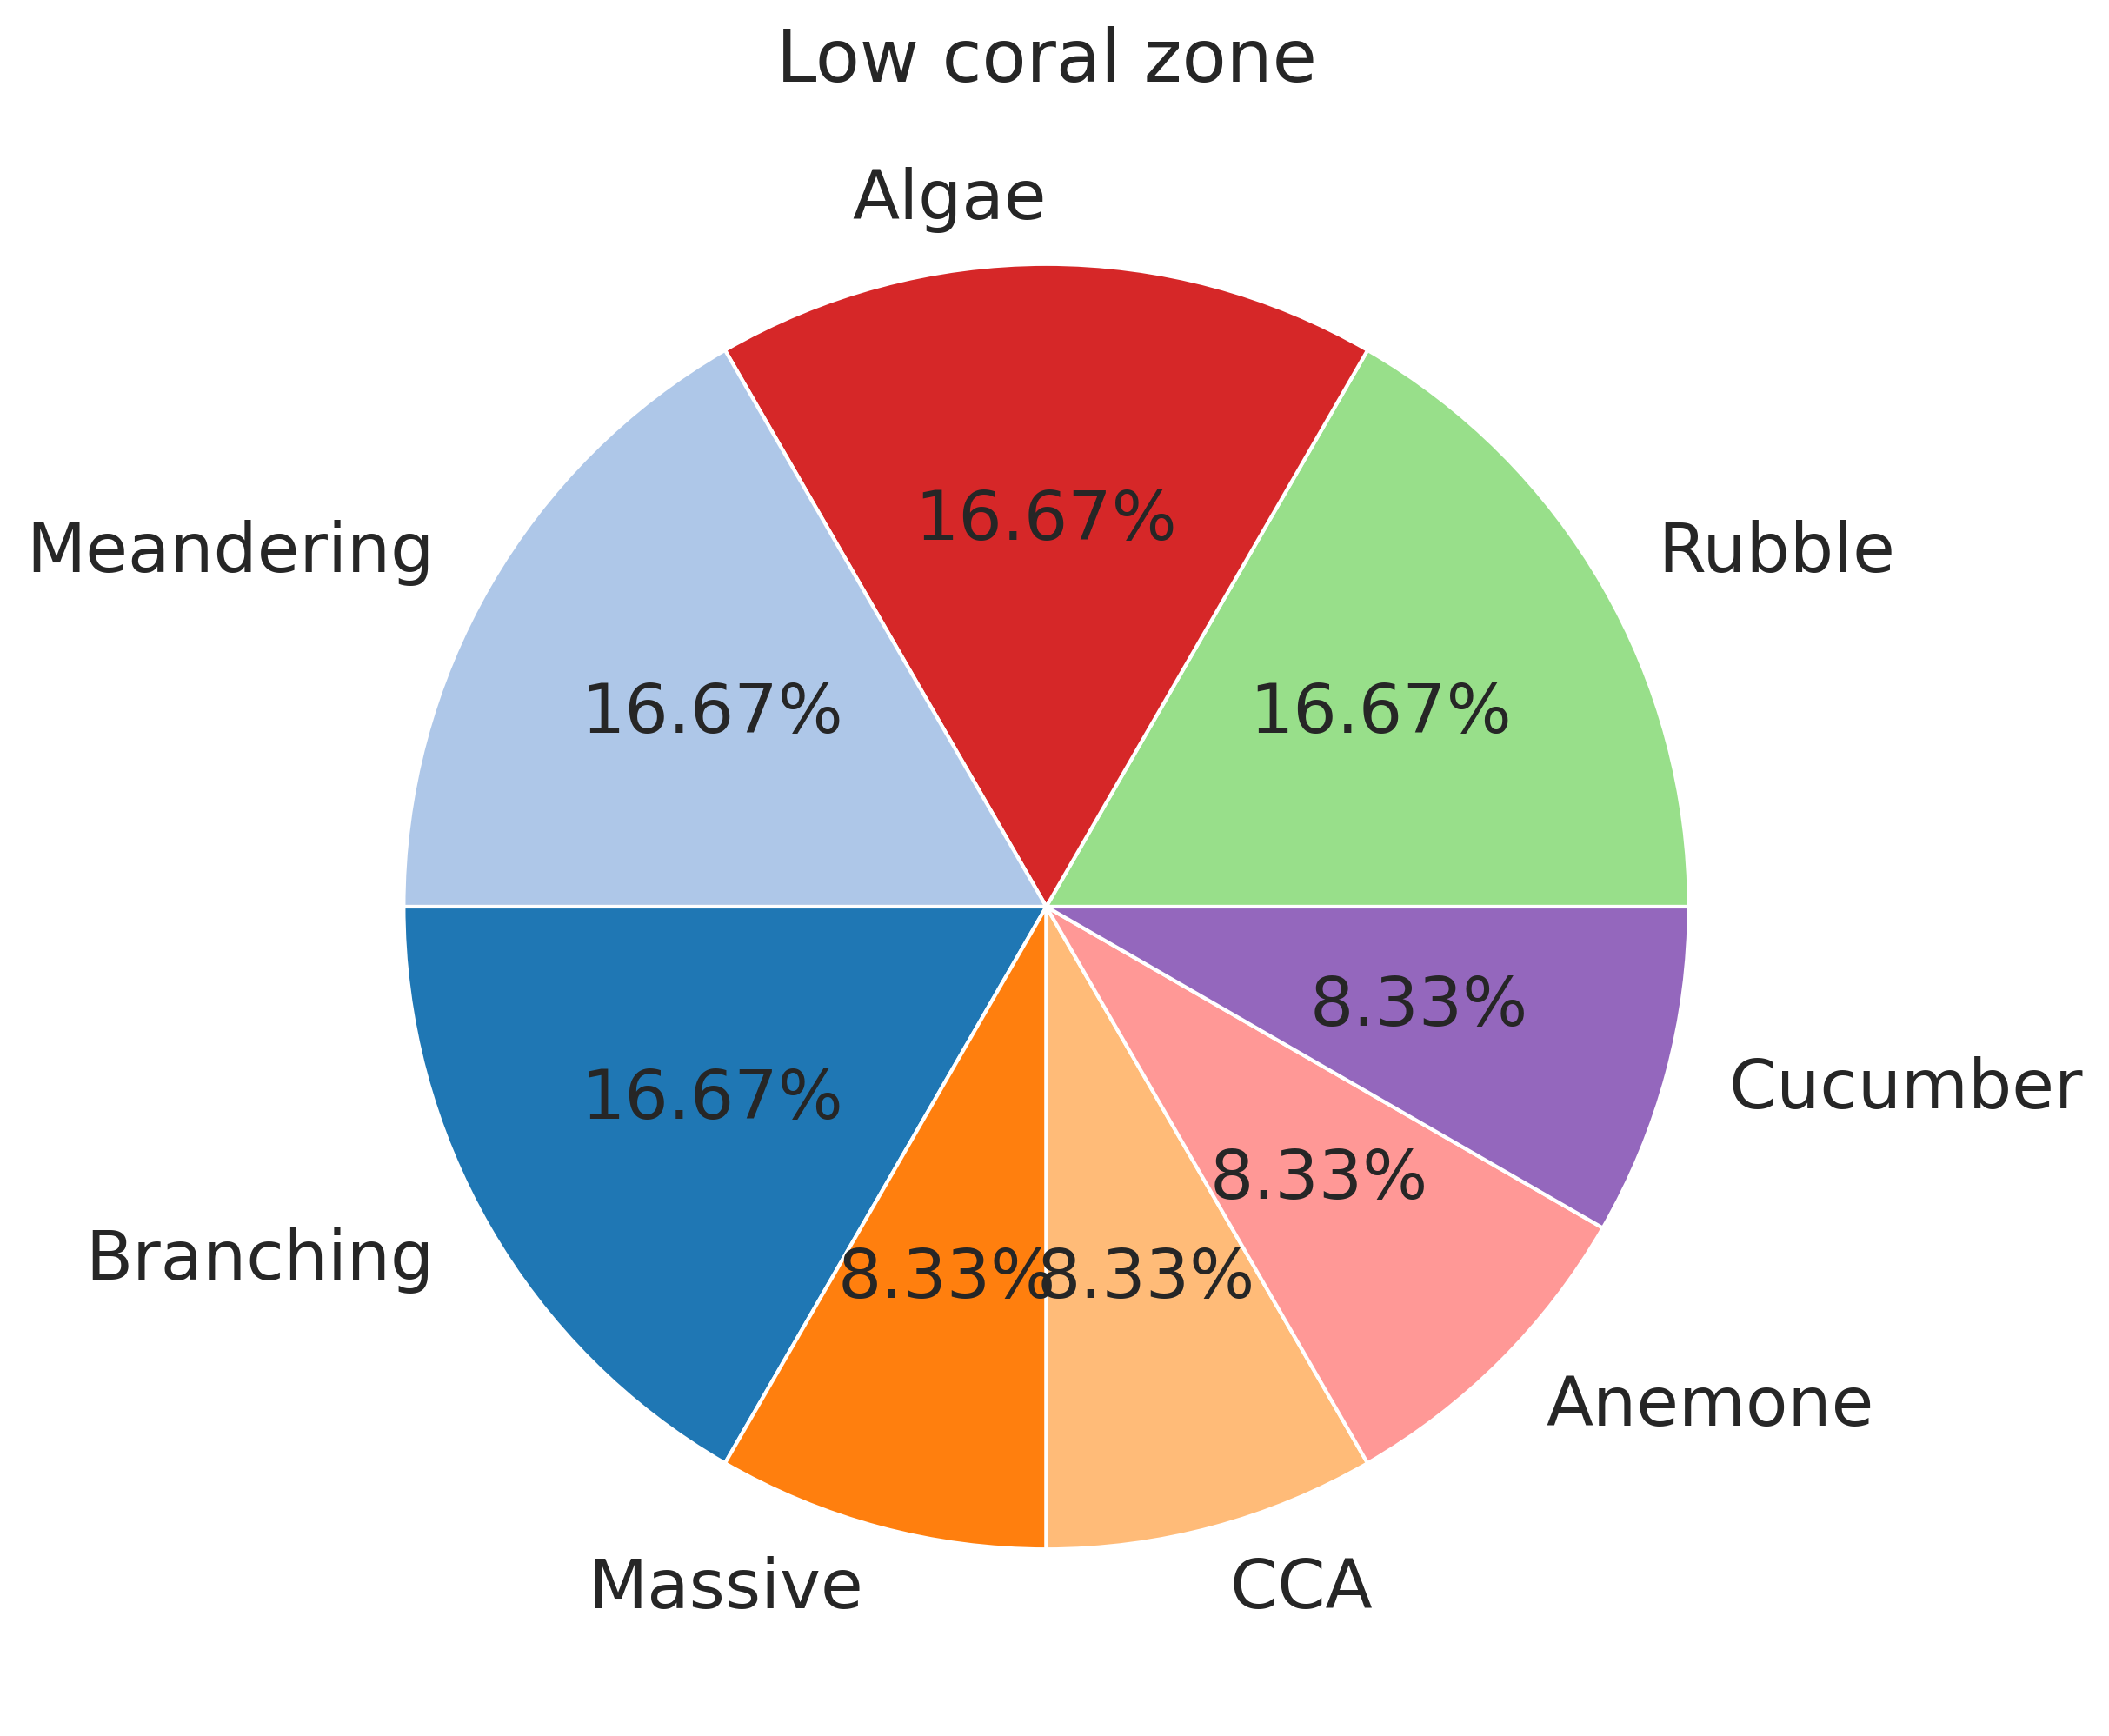 Low coral zone
Algae
Meandering
Rubble
16.67%
16.67%
16.67%
8.33%
Cucumber
16.67%
8.33%
Branching
8.33%
8.33%
Anemone
Massive
CCA